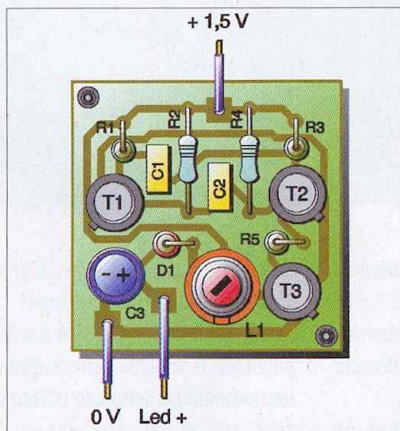 + 1,5 V
R1
R2
R4
R3
C1
C2
T1
T2
D1
R5
- +
C3
L1
T3
0 V
Led +